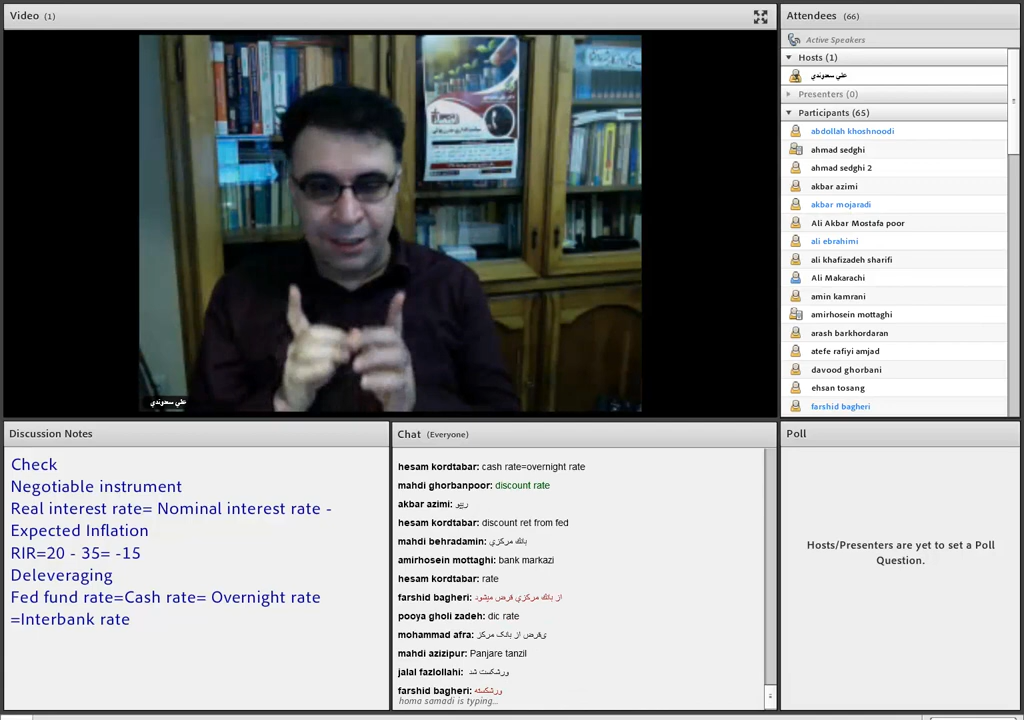 Video (1)
علي سعدوندي
Attendees (66)
Active Speakers
Hosts (1)
علي سعدوندي
Presenters (0)
Participants (65)
abdollah khoshnoodi
ahmad sedghi
ahmad sedghi 2
akbar azimi
akbar mojaradi
Ali Akbar Mostafa poor
ali ebrahimi
ali khafizadeh sharifi
Ali Makarachi
amin kamrani
amirhosein mottaghi
arash barkhordaran
atefe rafiyi amjad
davood ghorbani
ehsan tosang
farshid bagheri
Discussion Notes
Check
Negotiable instrument
Real interest rate= Nominal interest rate -
Expected Inflation
RIR=20 - 35= -15
Deleveraging
Fed fund rate=Cash rate= Overnight rate
=Interbank rate
Chat (Everyone)
hesam kordtabar: cash rate=overnight rate
mahdi ghorbanpoor: discount rate
akbar azimi: ريپو
hesam kordtabar: discount ret from fed
mahdi behradamin: بانك مركزي
amirhosein mottaghi: bank markazi
hesam kordtabar: rate
farshid bagheri: از بانك مركزي قرض ميشود
pooya gholi zadeh: dic rate
mohammad afra: یقرض از بانک مرکز
mahdi azizipur: Panjare tanzil
jalal fazlollahi: ورشكست شد
farshid bagheri: ورشكسته
homa samadi is typing...
Poll
Hosts/Presenters are yet to set a Poll
Question.